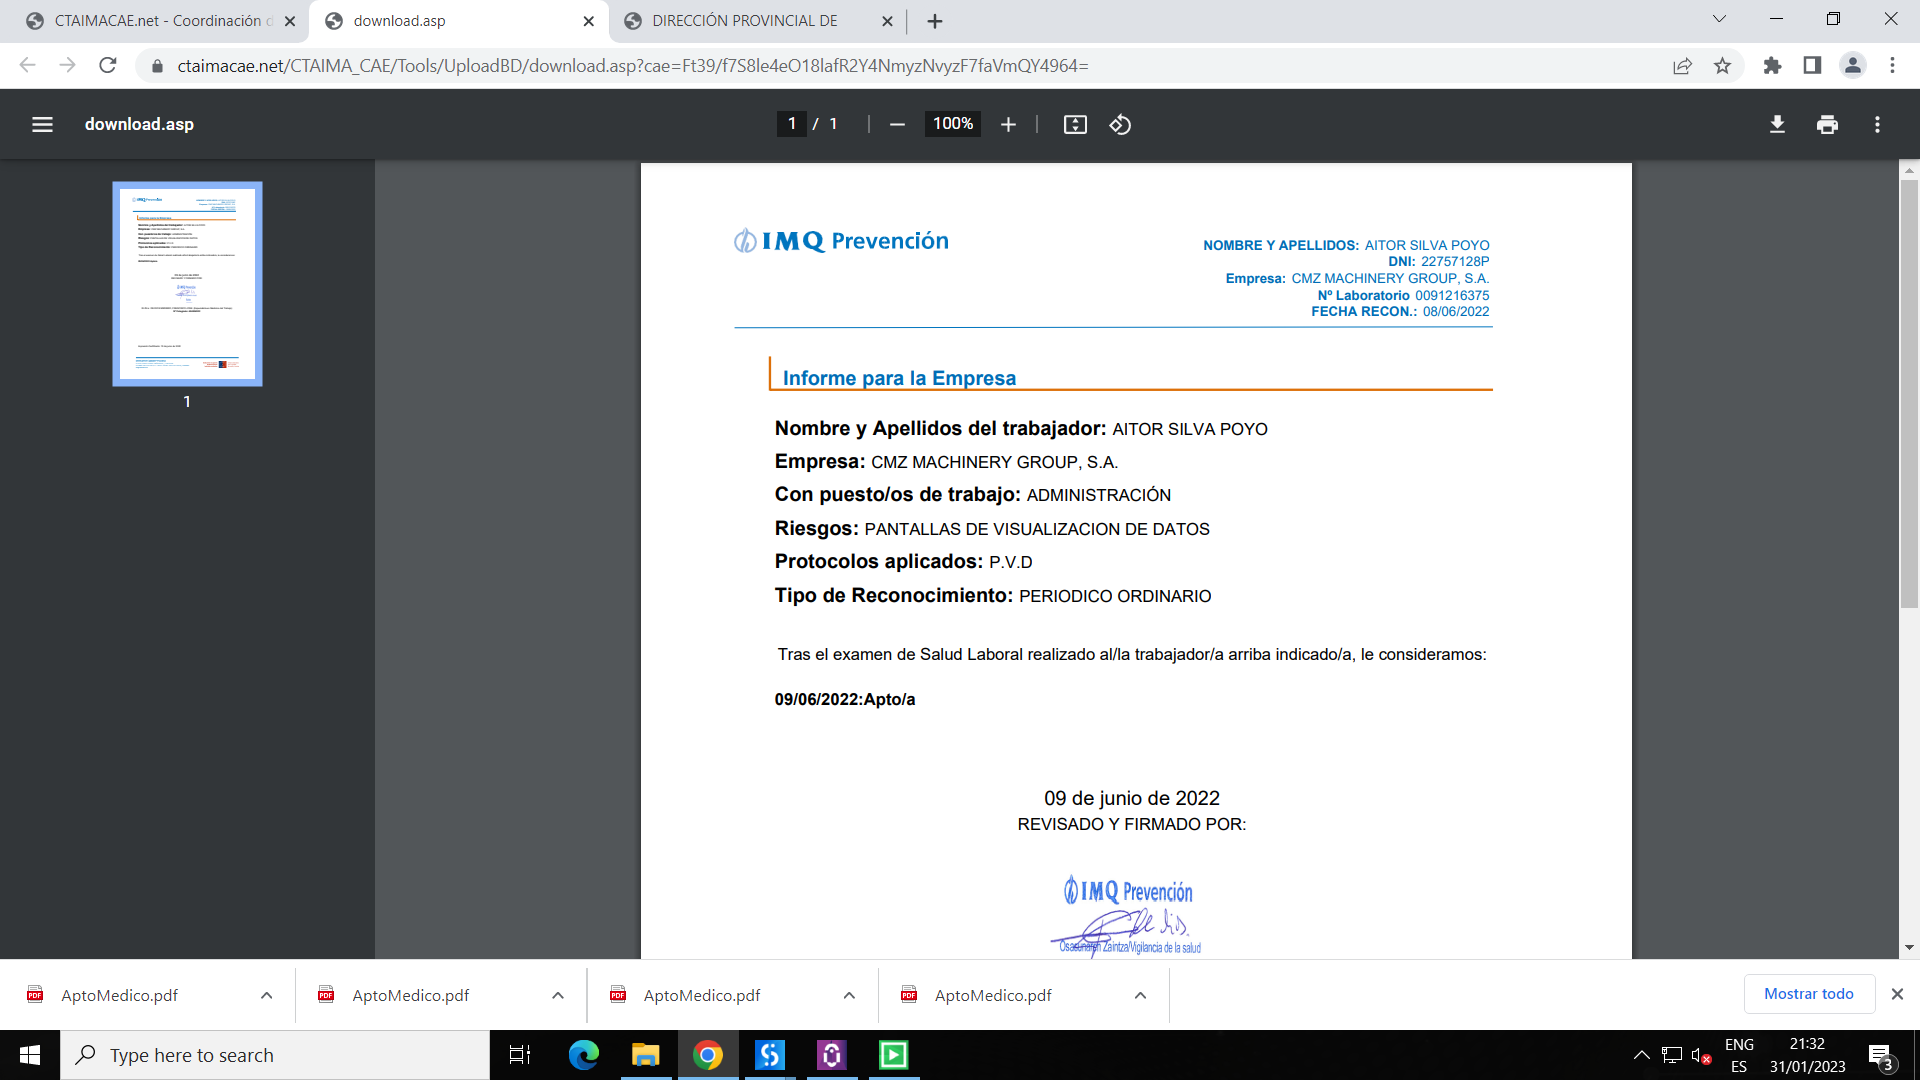 CTAIMACAE.net - Coordinación d
download.asp
DIRECCIÓN PROVINCIAL DE
ctaimacae.net/CTAIMA_CAE/Tools/UploadBD/download.asp?cae=Ft39/f7S8le4eO18lafR2Y4NmyzNvyzF7faVmQY4964=
download.asp
1 / 1
100%
1
IMQ Prevención
NOMBRE Y APELLIDOS: AITOR SILVA POYO
DNI: 22757128P
Empresa: CMZ MACHINERY GROUP, S.A.
Nº Laboratorio 0091216375
FECHA RECON.: 08/06/2022
Informe para la Empresa
Nombre y Apellidos del trabajador: AITOR SILVA POYO
Empresa: CMZ MACHINERY GROUP, S.A.
Con puesto/os de trabajo: ADMINISTRACIÓN
Riesgos: PANTALLAS DE VISUALIZACION DE DATOS
Protocolos aplicados: P.V.D
Tipo de Reconocimiento: PERIODICO ORDINARIO
Tras el examen de Salud Laboral realizado al/la trabajador/a arriba indicado/a, le consideramos:
09/06/2022:Apto/a
09 de junio de 2022
REVISADO Y FIRMADO POR:
IMQ Prevención
Osasunaren Zaintza/Vigilancia de la salud
AptoMedico.pdf
AptoMedico.pdf
AptoMedico.pdf
AptoMedico.pdf
Mostrar todo
Type here to search
ENG
ES
21:32
31/01/2023
3